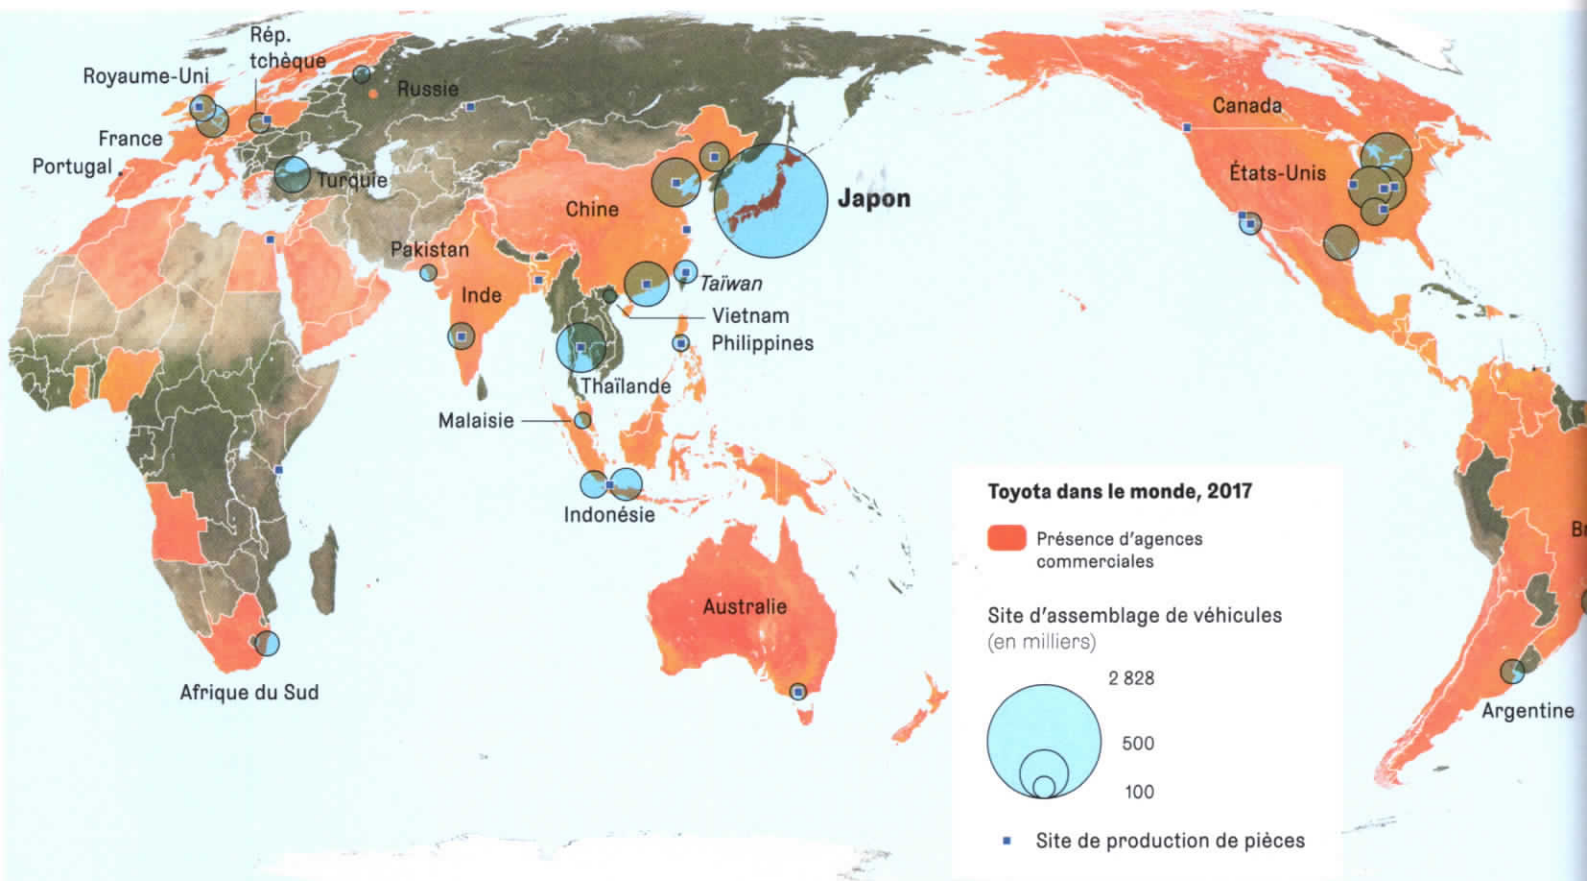 Rép.
tchèque
Royaume-Uni
Russie
France
Portugal
Turquie
Canada
États-Unis
Japon
Chine
Pakistan
Inde
Taïwan
Vietnam
Philippines
Thaïlande
Malaisie
Indonésie
Australie
Afrique du Sud
Br
Argentine
Toyota dans le monde, 2017
Présence d'agences
commerciales
Site d'assemblage de véhicules
(en milliers)
2 828
500
100
Site de production de pièces